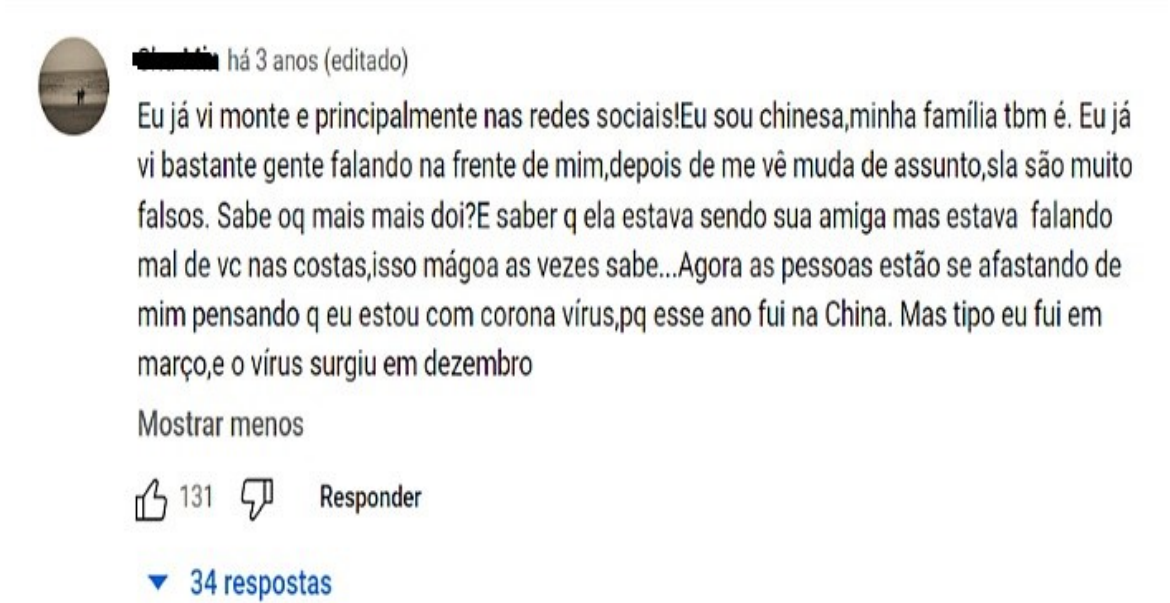 há 3 anos (editado)
Eu já vi monte e principalmente nas redes sociais!Eu sou chinesa,minha família tbm é. Eu já
vi bastante gente falando na frente de mim,depois de me vê muda de assunto,sla são muito
falsos. Sabe oq mais mais doi?E saber q ela estava sendo sua amiga mas estava falando
mal de vc nas costas,isso mágoa as vezes sabe...Agora as pessoas estão se afastando de
mim pensando q eu estou com corona vírus,pq esse ano fui na China. Mas tipo eu fui em
março,e o vírus surgiu em dezembro
Mostrar menos
131 Responder
34 respostas